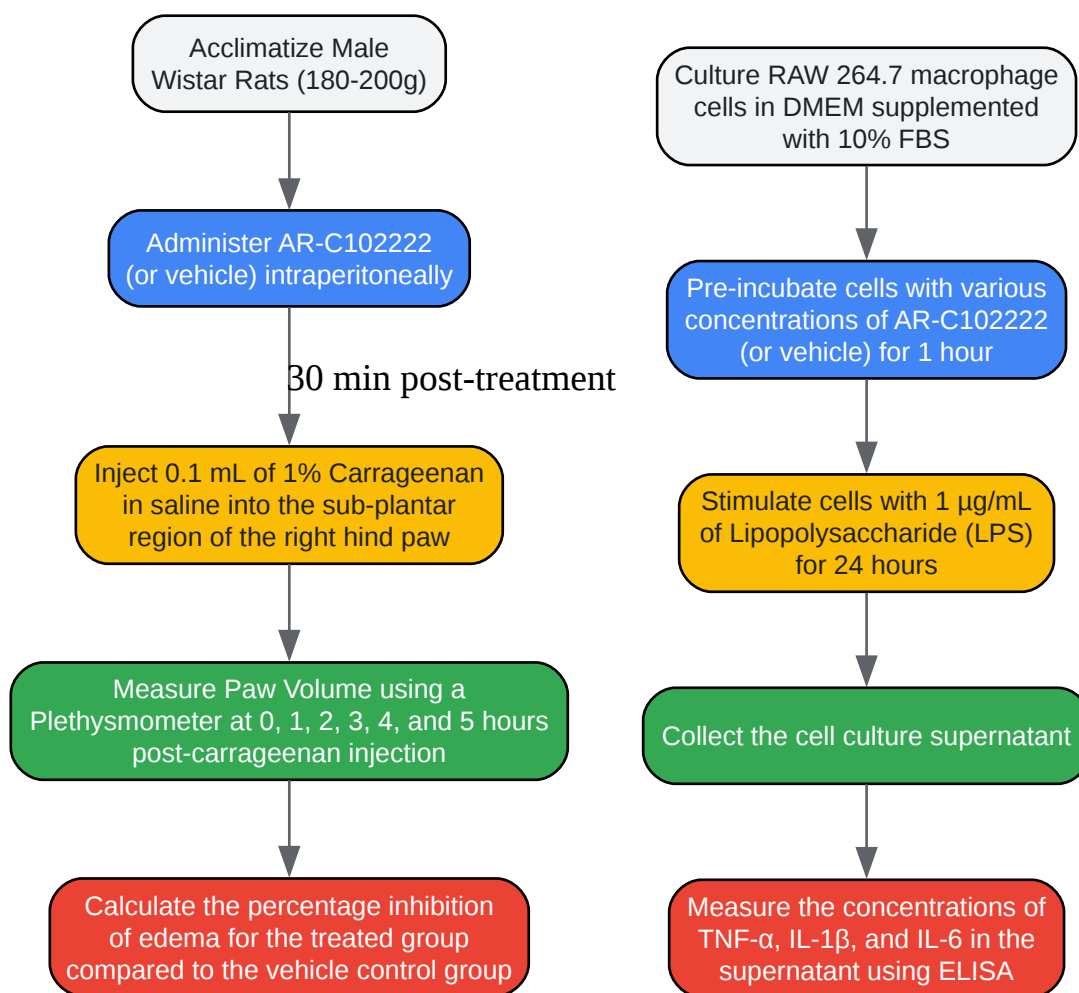 Acclimatize Male
Wistar Rats (180-200g)
Administer AR-C102222
(or vehicle) intraperitoneally
30 min post-treatment
Inject 0.1 mL of 1% Carrageenan
in saline into the sub-plantar
region of the right hind paw
Measure Paw Volume using a
Plethysmometer at 0, 1, 2, 3, 4, and 5 hours
post-carrageenan injection
Calculate the percentage inhibition
of edema for the treated group
compared to the vehicle control group
Culture RAW 264.7 macrophage
cells in DMEM supplemented
with 10% FBS
Pre-incubate cells with various
concentrations of AR-C102222
(or vehicle) for 1 hour
Stimulate cells with 1 µg/mL
of Lipopolysaccharide (LPS)
for 24 hours
Collect the cell culture supernatant
Measure the concentrations of
TNF-α, IL-1β, and IL-6 in the
supernatant using ELISA